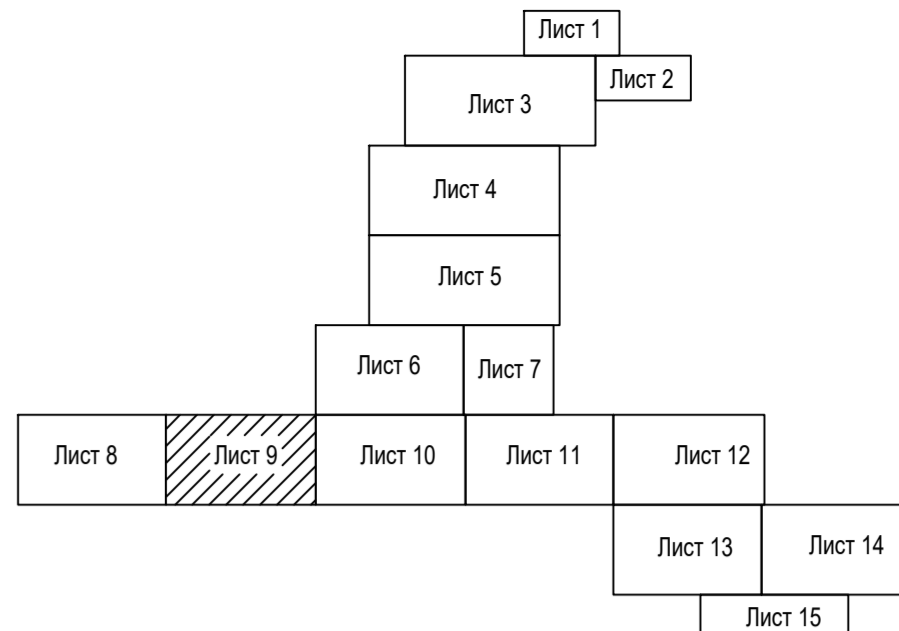 Лист 1
Лист 2
Лист 3
Лист 4
Лист 5
Лист 6
Лист 7
Лист 8
Лист 9
Лист 10
Лист 11
Лист 12
Лист 13
Лист 14
Лист 15